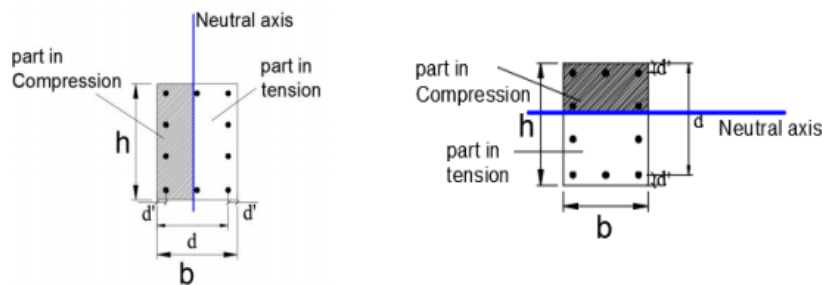 Neutral axis
part in
Compression
part in
tension
h
d'
d'
d
b
part in
Compression
d'
h
d
Neutral axis
part in
tension
d'
b